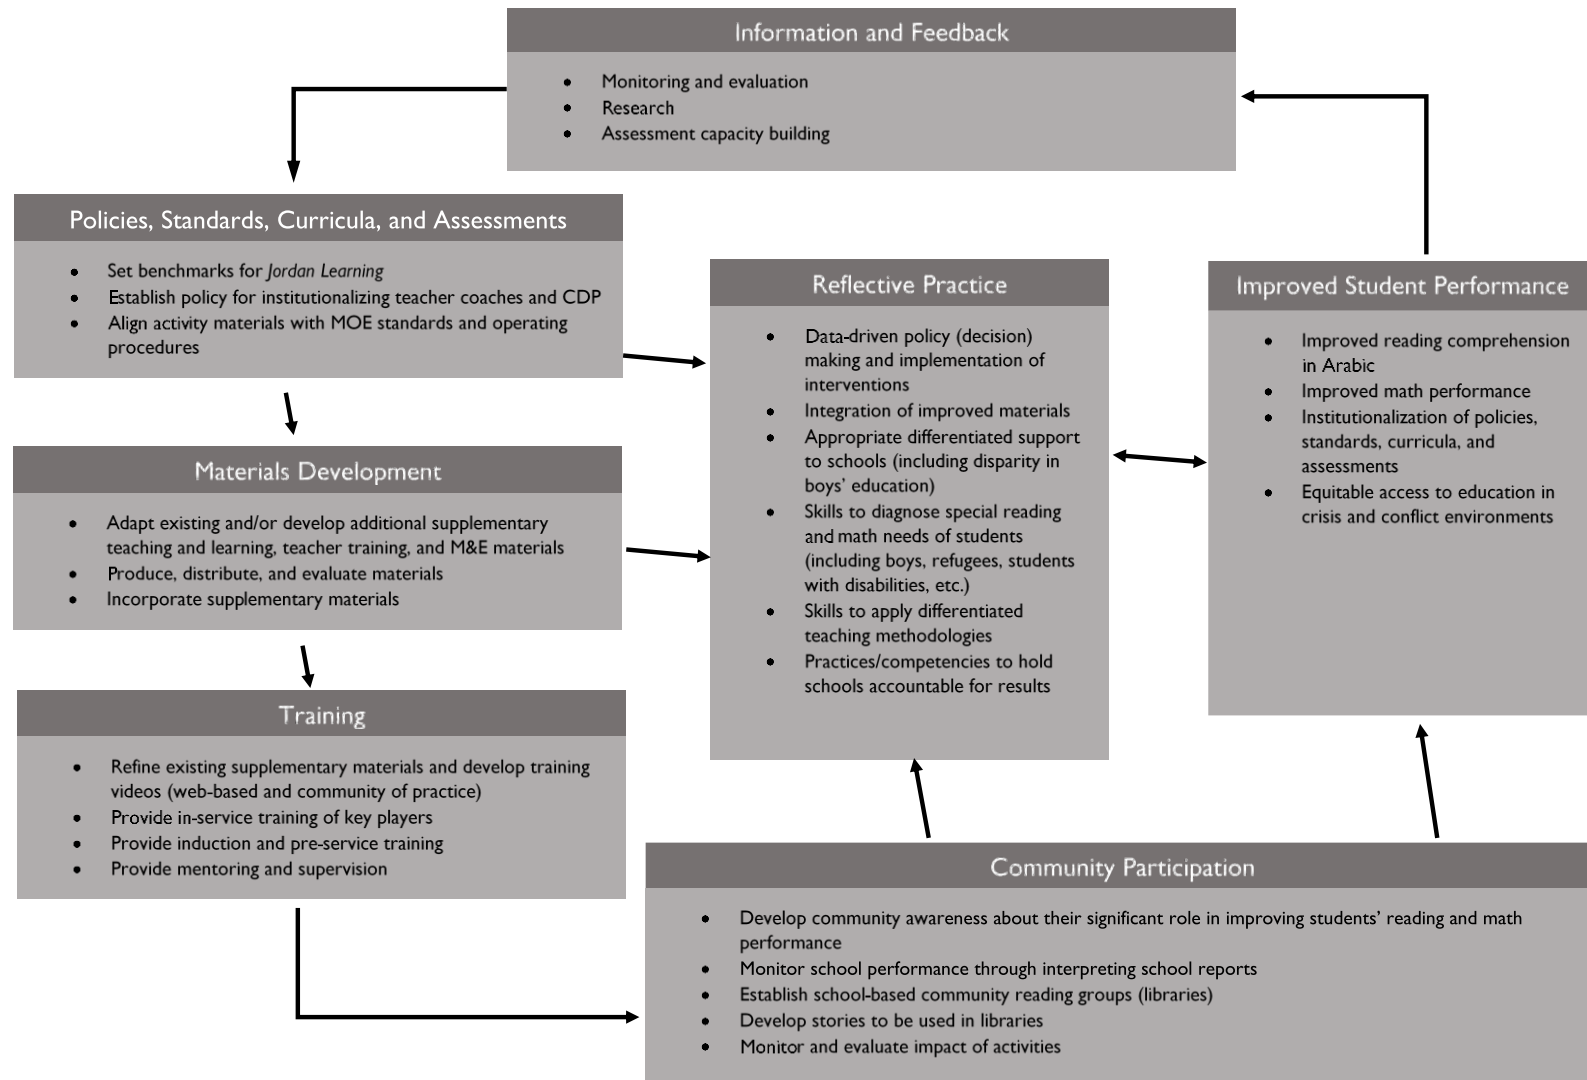 Information and Feedback
• Monitoring and evaluation
• Research
• Assessment capacity building
Policies, Standards, Curricula, and Assessments
• Set benchmarks for Jordan Learning
• Establish policy for institutionalizing teacher coaches and CDP
• Align activity materials with MOE standards and operating
procedures
Materials Development
• Adapt existing and/or develop additional supplementary
teaching and learning, teacher training, and M&E materials
• Produce, distribute, and evaluate materials
• Incorporate supplementary materials
Training
• Refine existing supplementary materials and develop training
videos (web-based and community of practice)
• Provide in-service training of key players
• Provide induction and pre-service training
• Provide mentoring and supervision
Reflective Practice
• Data-driven policy (decision)
making and implementation of
interventions
• Integration of improved materials
• Appropriate differentiated support
to schools (including disparity in
boys’ education)
• Skills to diagnose special reading
and math needs of students
(including boys, refugees, students
with disabilities, etc.)
• Skills to apply differentiated
teaching methodologies
• Practices/competencies to hold
schools accountable for results
Improved Student Performance
• Improved reading comprehension
in Arabic
• Improved math performance
• Institutionalization of policies,
standards, curricula, and
assessments
• Equitable access to education in
crisis and conflict environments
Community Participation
• Develop community awareness about their significant role in improving students’ reading and math
performance
• Monitor school performance through interpreting school reports
• Establish school-based community reading groups (libraries)
• Develop stories to be used in libraries
• Monitor and evaluate impact of activities